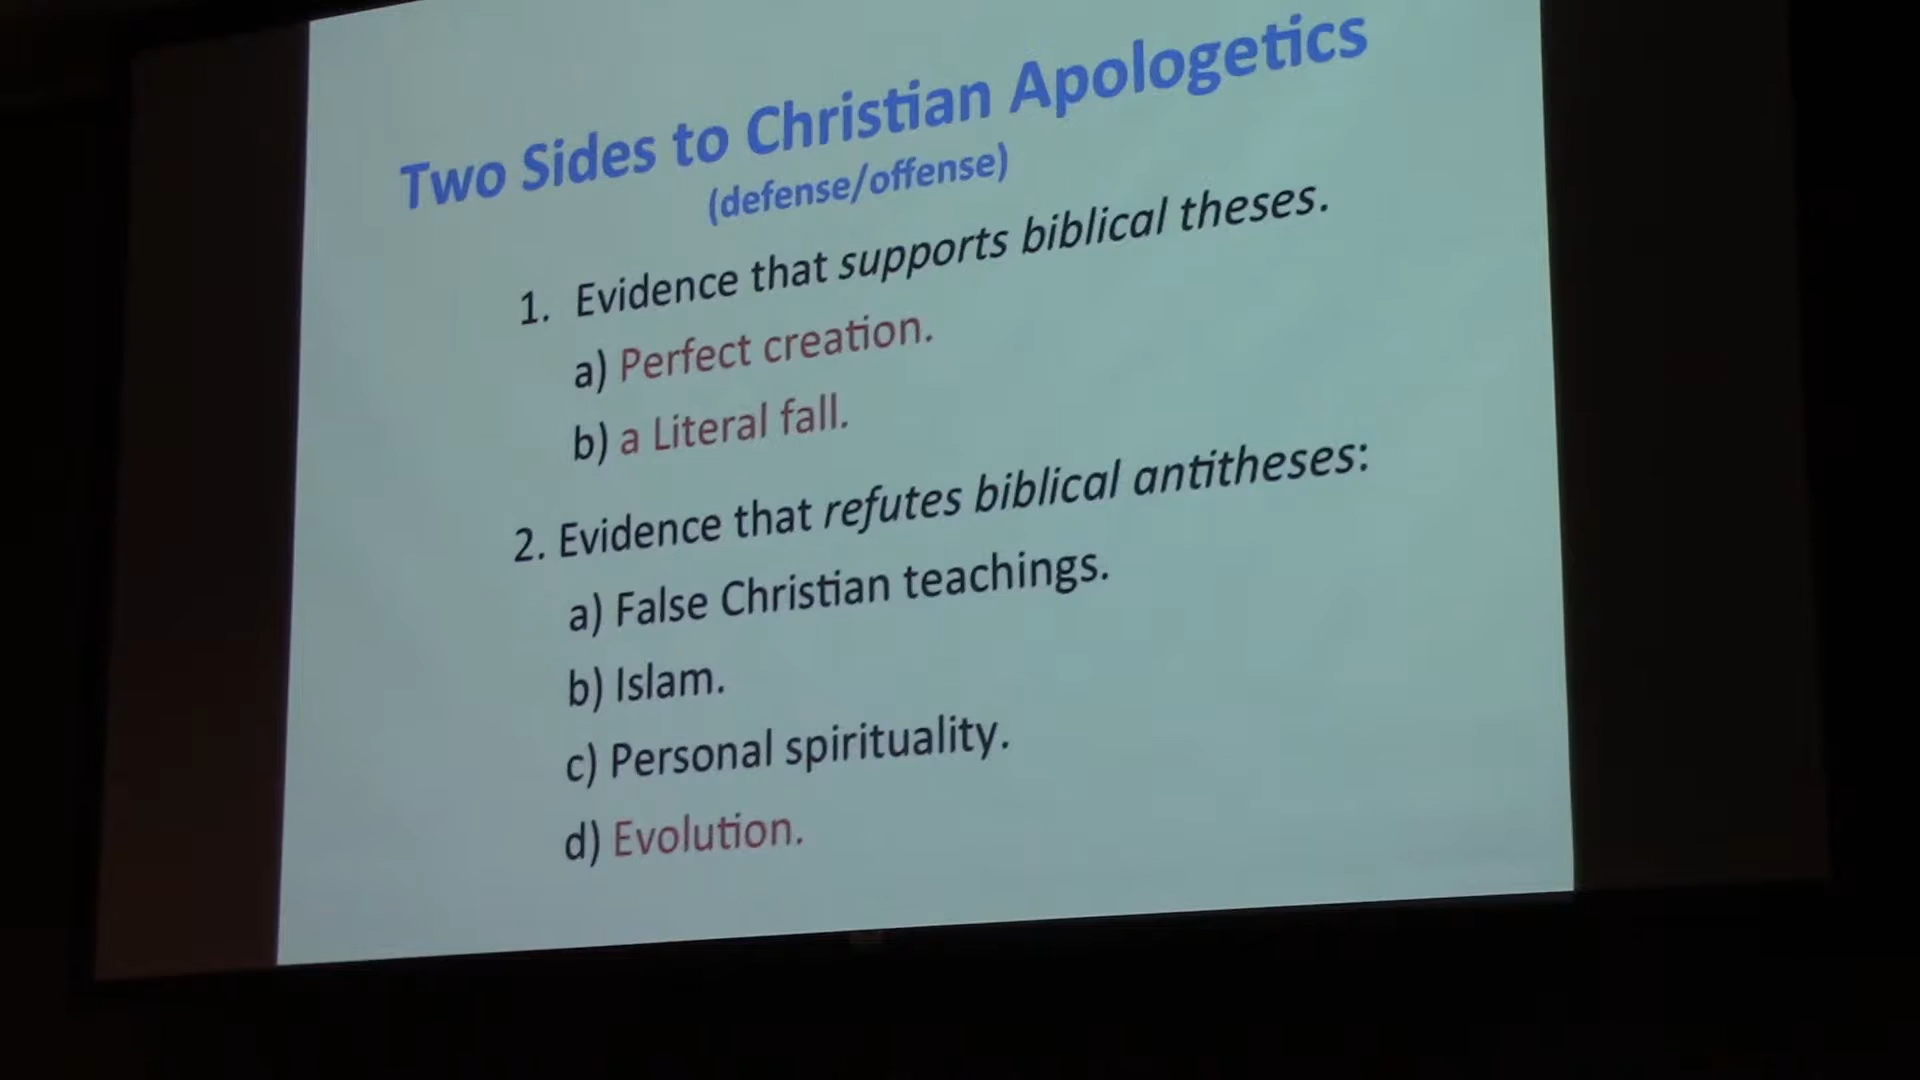 Two Sides to Christian Apologetics
(defense/offense)
1. Evidence that supports biblical theses.
a) Perfect creation.
b) a Literal fall.
2. Evidence that refutes biblical antitheses:
a) False Christian teachings.
b) Islam.
c) Personal spirituality.
d) Evolution.